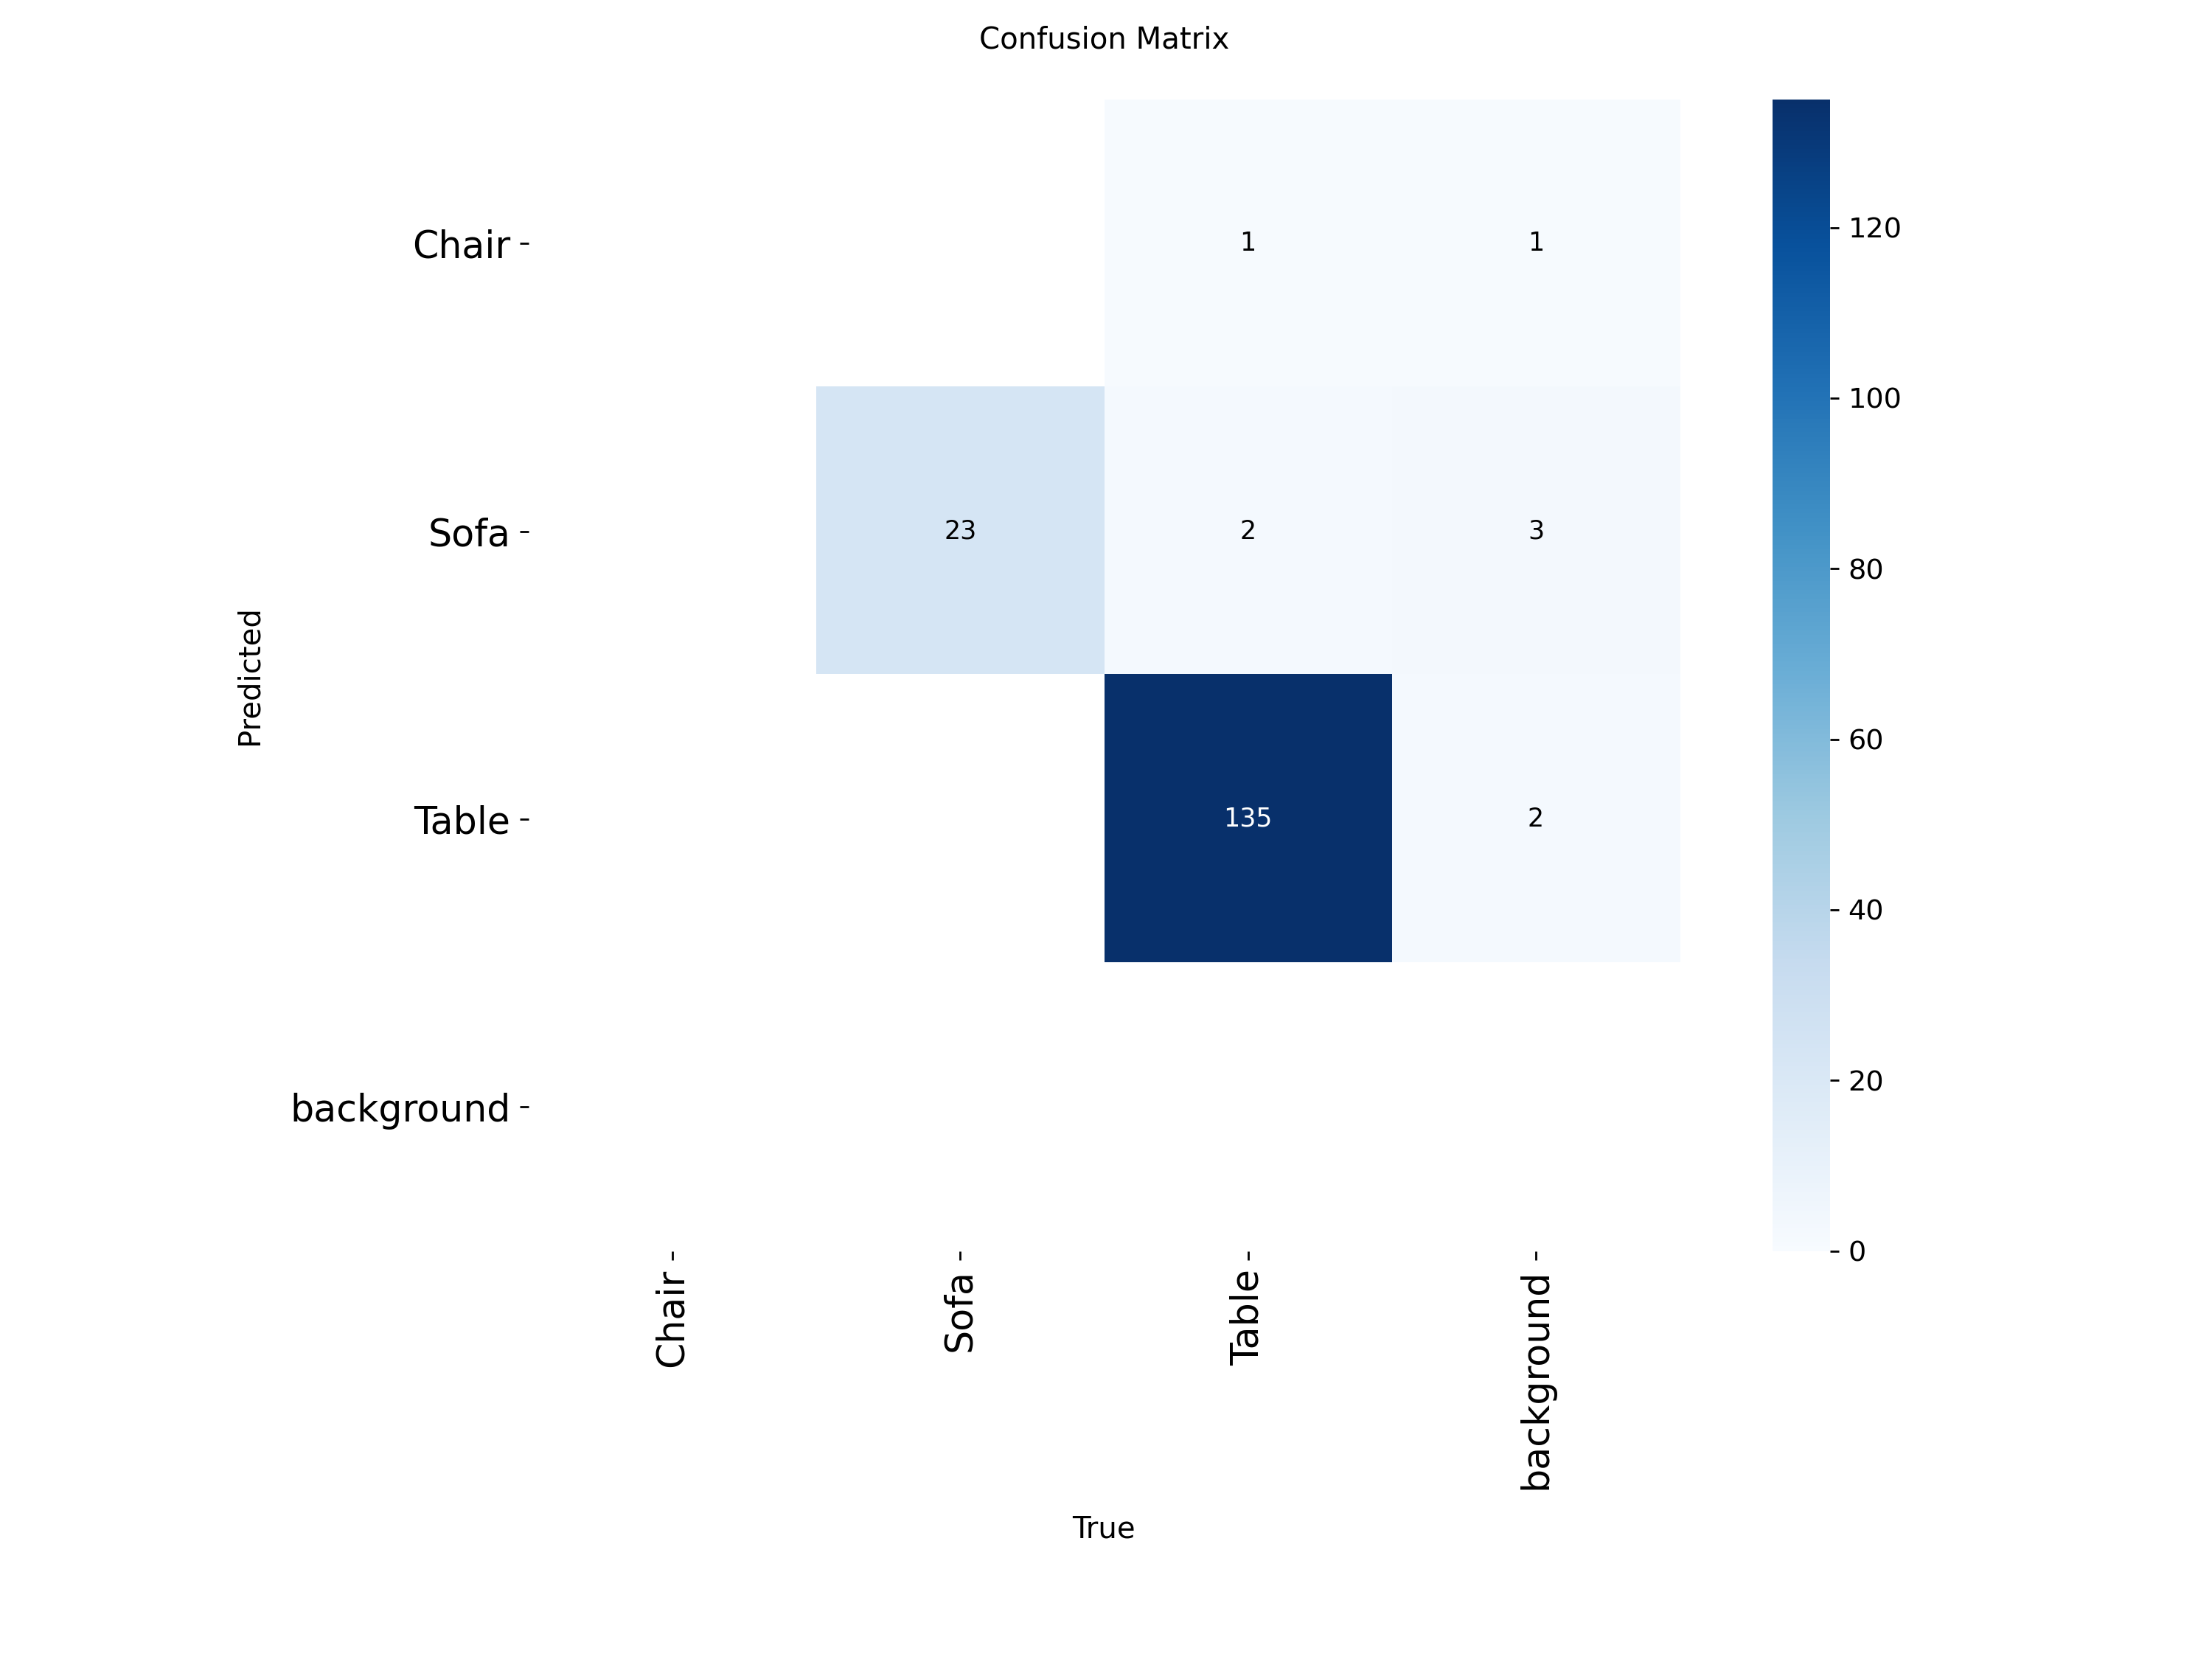 Confusion Matrix
Chair
1 1
120
100
Sofa
23 2 3
80
Predicted
60
Table
135 2
40
20
background
0
Chair
Sofa
Table
background
True